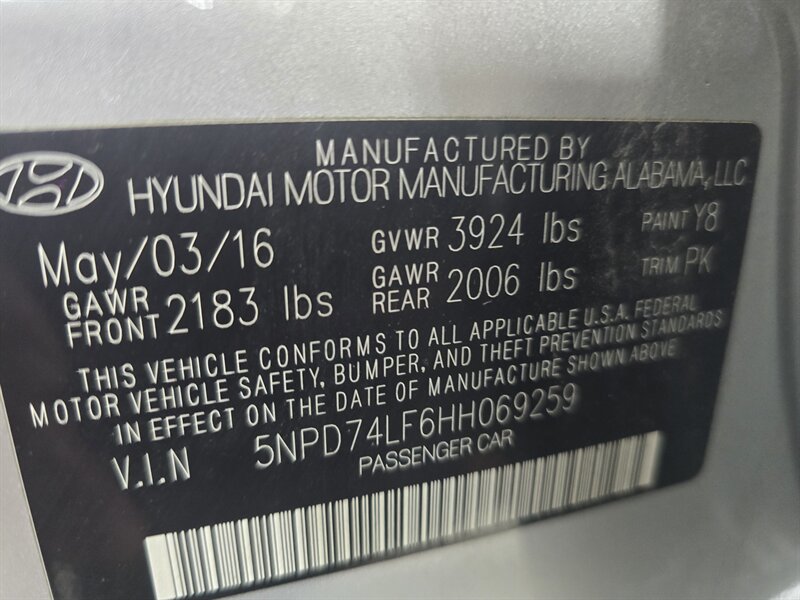 MANUFACTURED BY
HYUNDAI MOTOR MANUFACTURING ALABAMA, LLC
May/03/16 GVWR 3924 lbs PAINT Y8
GAWR FRONT 2183 lbs GAWR REAR 2006 lbs TRIM PK
THIS VEHICLE CONFORMS TO ALL APPLICABLE U.S.A. FEDERAL
MOTOR VEHICLE SAFETY, BUMPER, AND THEFT PREVENTION STANDARDS
IN EFFECT ON THE DATE OF MANUFACTURE SHOWN ABOVE
V.I.N 5NPD74LF6HH069259
PASSENGER CAR